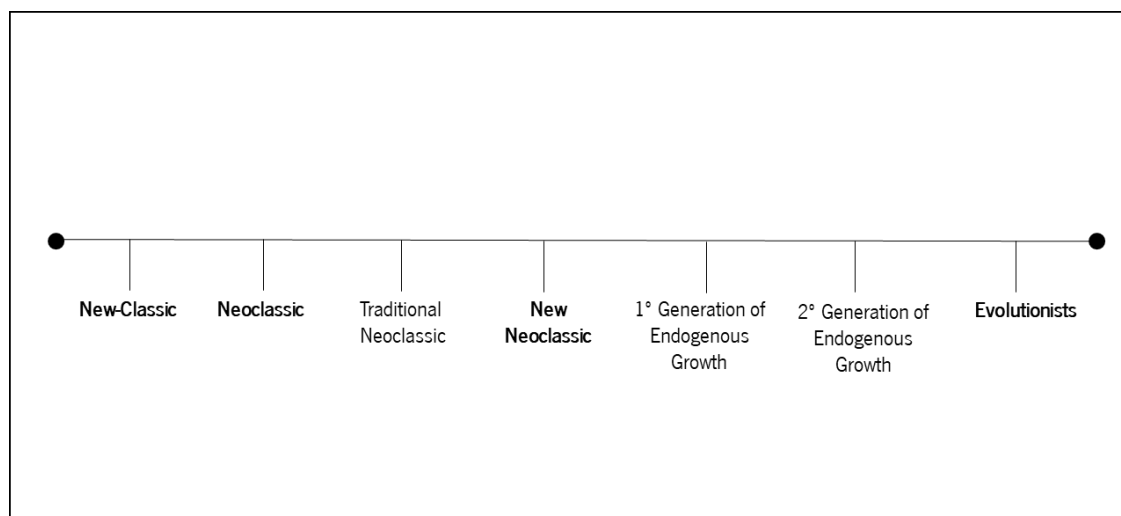 New-Classic
Neoclassic
Traditional
Neoclassic
New
Neoclassic
1° Generation of
Endogenous
Growth
2° Generation of
Endogenous
Growth
Evolutionists